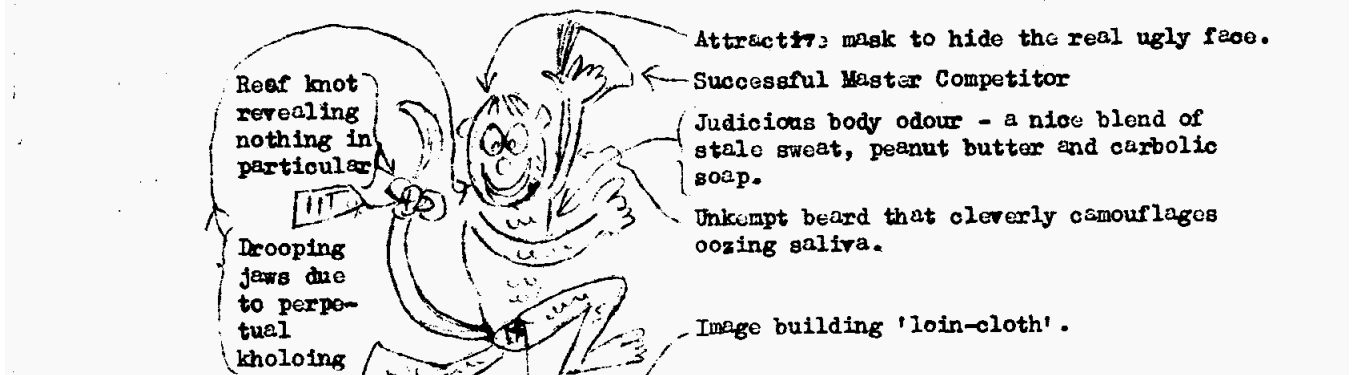 Attractive mask to hide the real ugly face.
Successful Master Competitor
Judicious body odour - a nice blend of
stale sweat, peanut butter and carbolic
soap.
Unkempt beard that cleverly camouflages
oozing saliva.
Image building 'loin-cloth'.
Reef knot
revealing
nothing in
particular
IIT
Drooping
jaws due
to perpe-
tual
kholoing